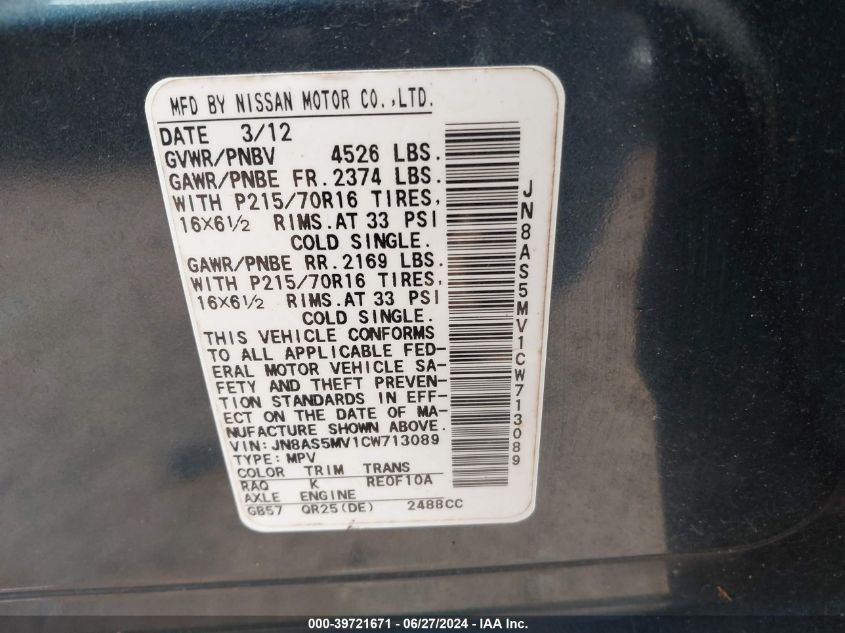 MFD BY NISSAN MOTOR CO.,LTD.
DATE 3/12
GVWR/PNBV 4526 LBS.
GAWR/PNBE FR.2374 LBS.
WITH P215/70R16 TIRES,
16X6½ RIMS.AT 33 PSI
COLD SINGLE.
GAWR/PNBE RR.2169 LBS.
WITH P215/70R16 TIRES,
16X6½ RIMS.AT 33 PSI
COLD SINGLE.
THIS VEHICLE CONFORMS
TO ALL APPLICABLE FED-
ERAL MOTOR VEHICLE SA-
FETY AND THEFT PREVEN-
TION STANDARDS IN EFF-
ECT ON THE DATE OF MA-
NUFACTURE SHOWN ABOVE.
VIN:JN8AS5MV1CW713089
TYPE:MPV
COLOR TRIM TRANS
RAQ K RE0F10A
AXLE ENGINE
GB57 QR25(DE) 2488CC
JN8AS5MV1CW713089
000-39721671 - 06/27/2024 - IAA Inc.